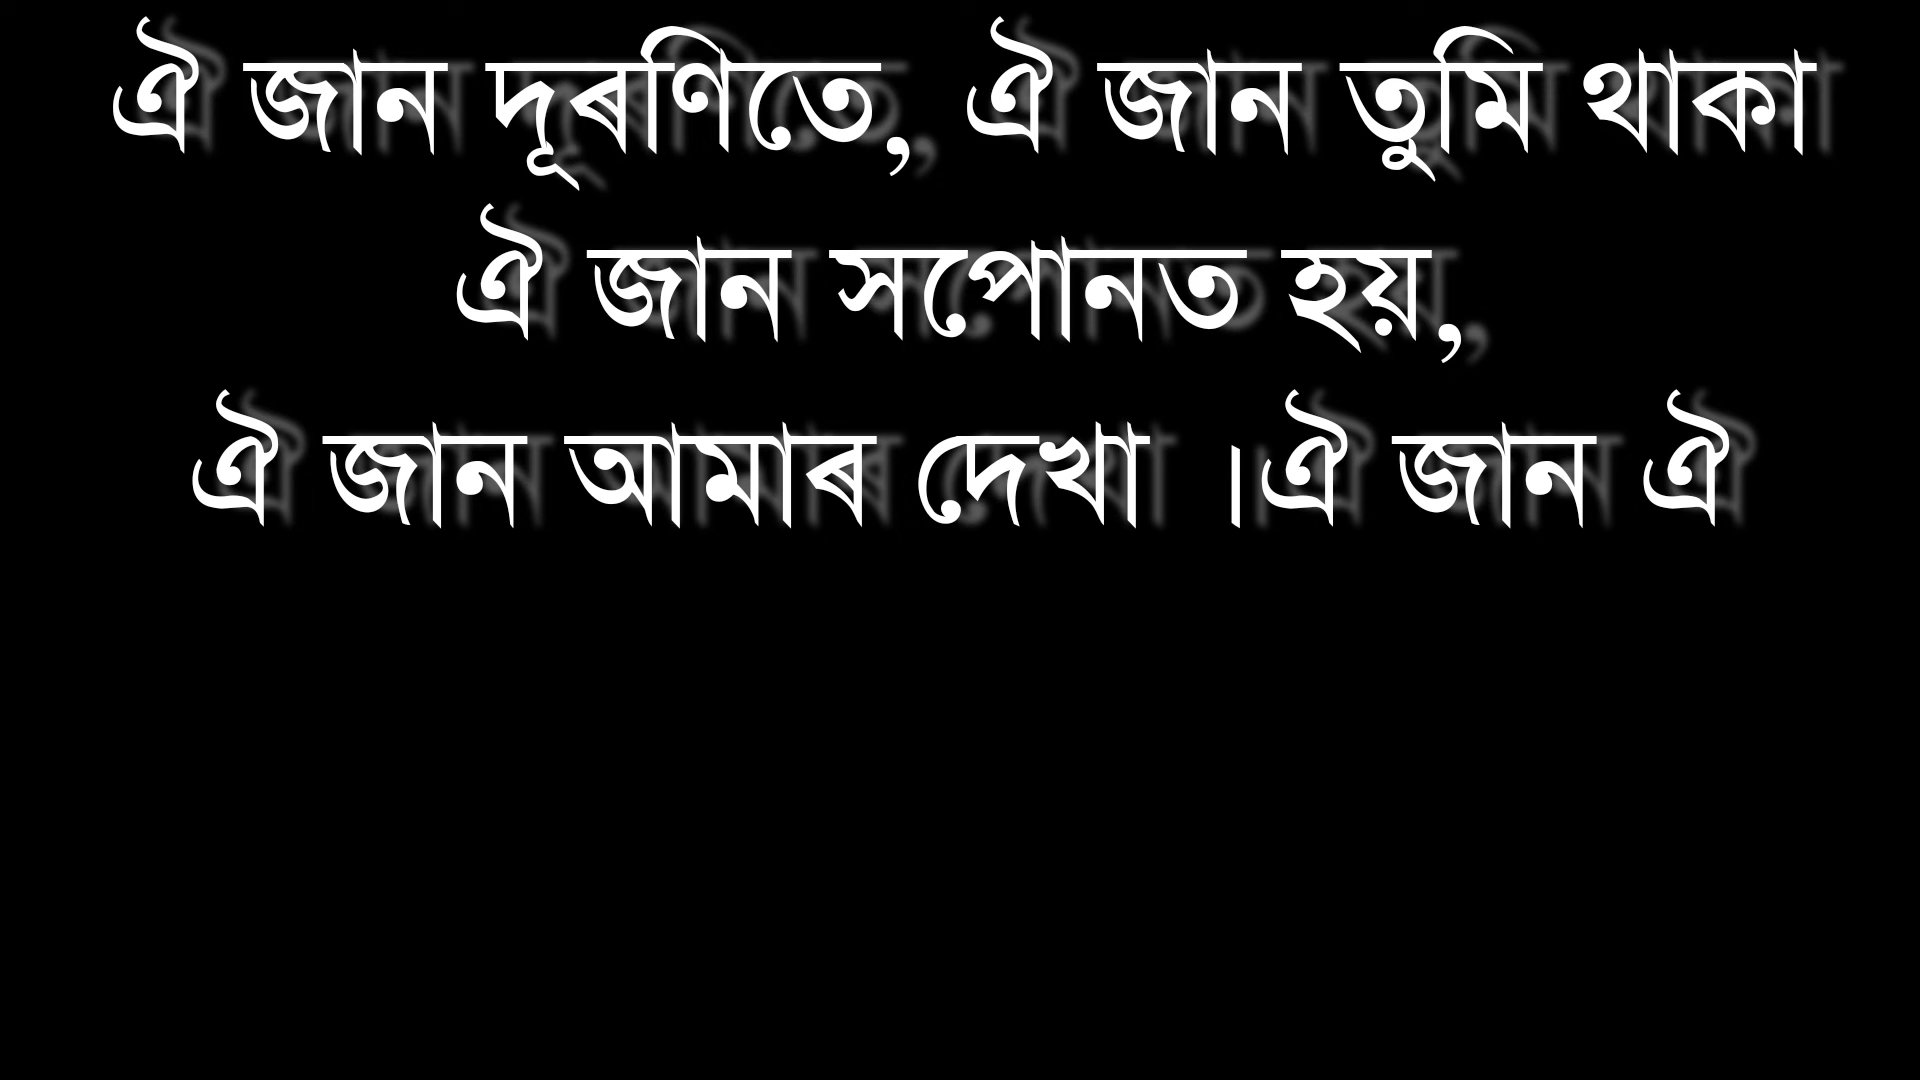 ঐ জান দূৰণিতে, ঐ জান তুমি থাকা
ঐ জান সপোনত হয়,
ঐ জান আমাৰ দেখা ।ঐ জান ঐ